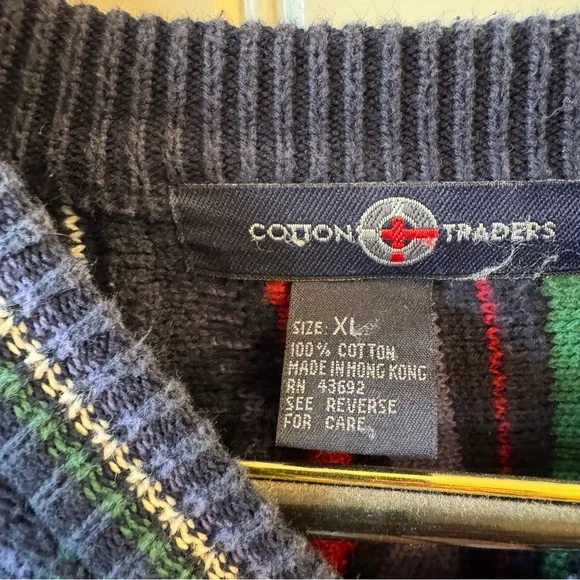 COTTON TRADERS
SIZE: XL
100% COTTON
MADE IN HONG KONG
RN 43692
SEE REVERSE
FOR CARE